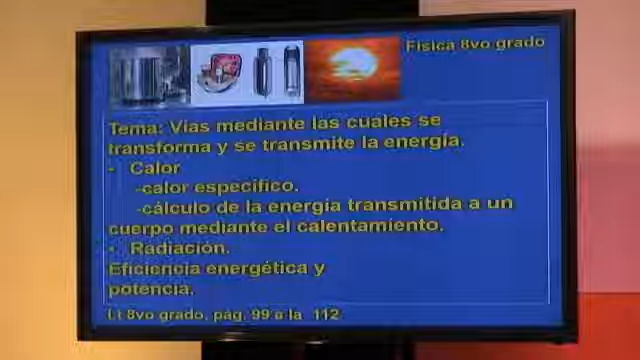 Física 8vo grado
Tema: Vías mediante las cuales se
transforma y se transmite la energía.
- Calor
-calor específico.
-cálculo de la energía transmitida a un
cuerpo mediante el calentamiento.
- Radiación.
Eficiencia energética y
potencia.
Lt 8vo grado, pág. 99 a la 112